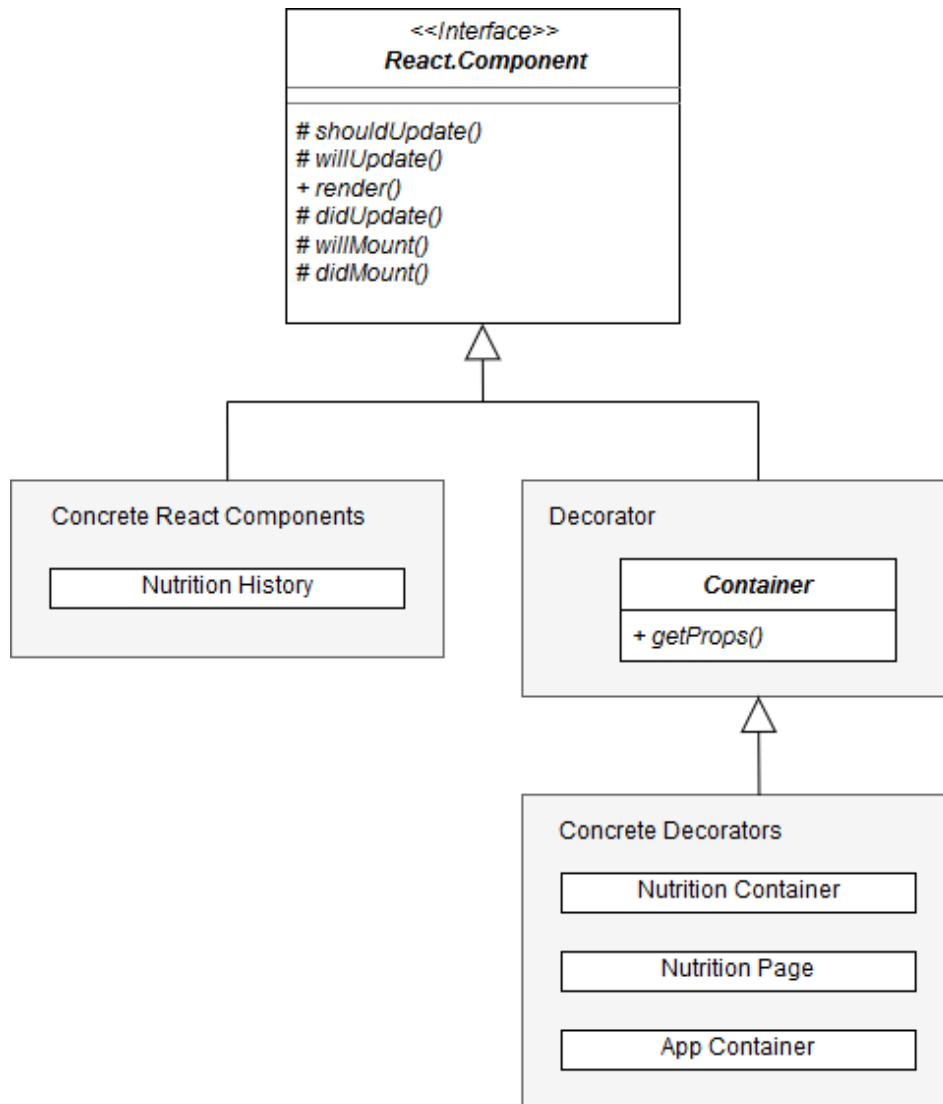 <<Interface>>
React.Component
# shouldUpdate()
# willUpdate()
+ render()
# didUpdate()
# willMount()
# didMount()
Concrete React Components
Nutrition History
Decorator
Container
+ getProps()
Concrete Decorators
Nutrition Container
Nutrition Page
App Container